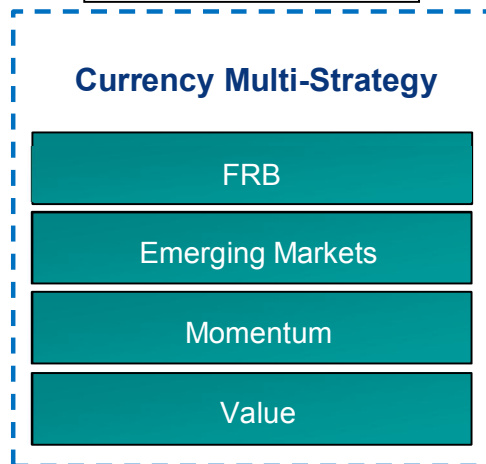 Currency Multi-Strategy
FRB
Emerging Markets
Momentum
Value